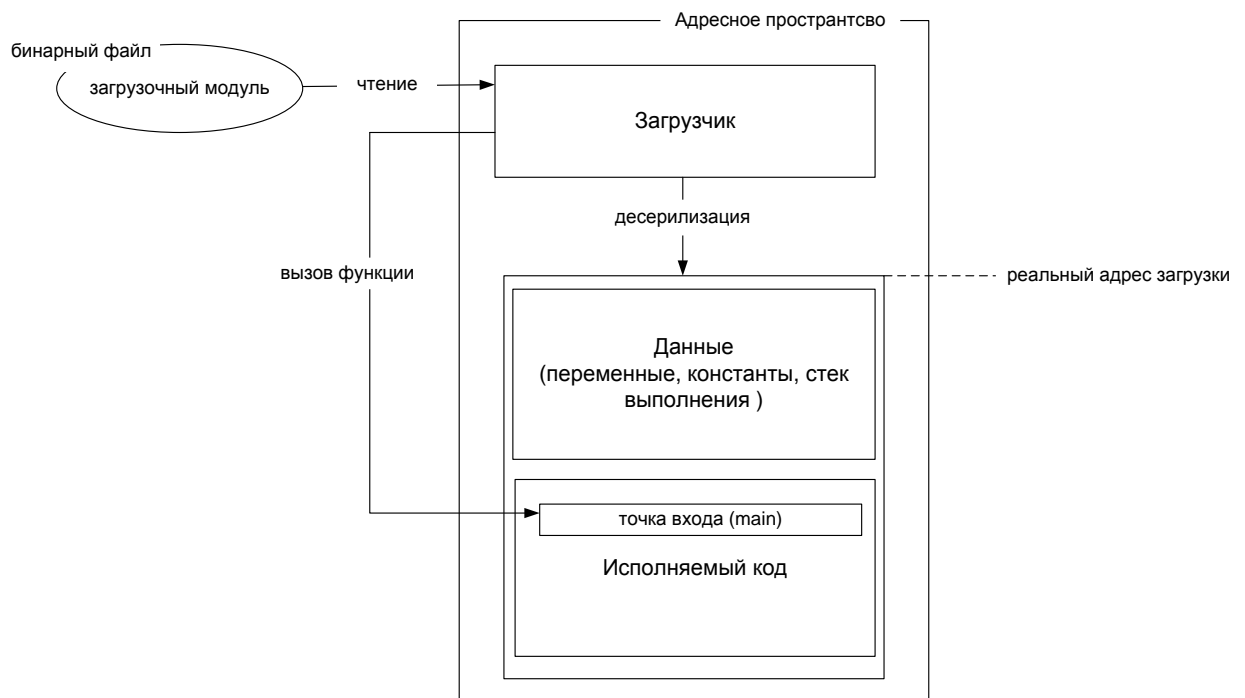 Адресное пространтсво
бинарный файл
загрузочный модуль
чтение
Загрузчик
десерилизация
вызов функции
реальный адрес загрузки
Данные
(переменные, константы, стек
выполнения )
точка входа (main)
Исполняемый код